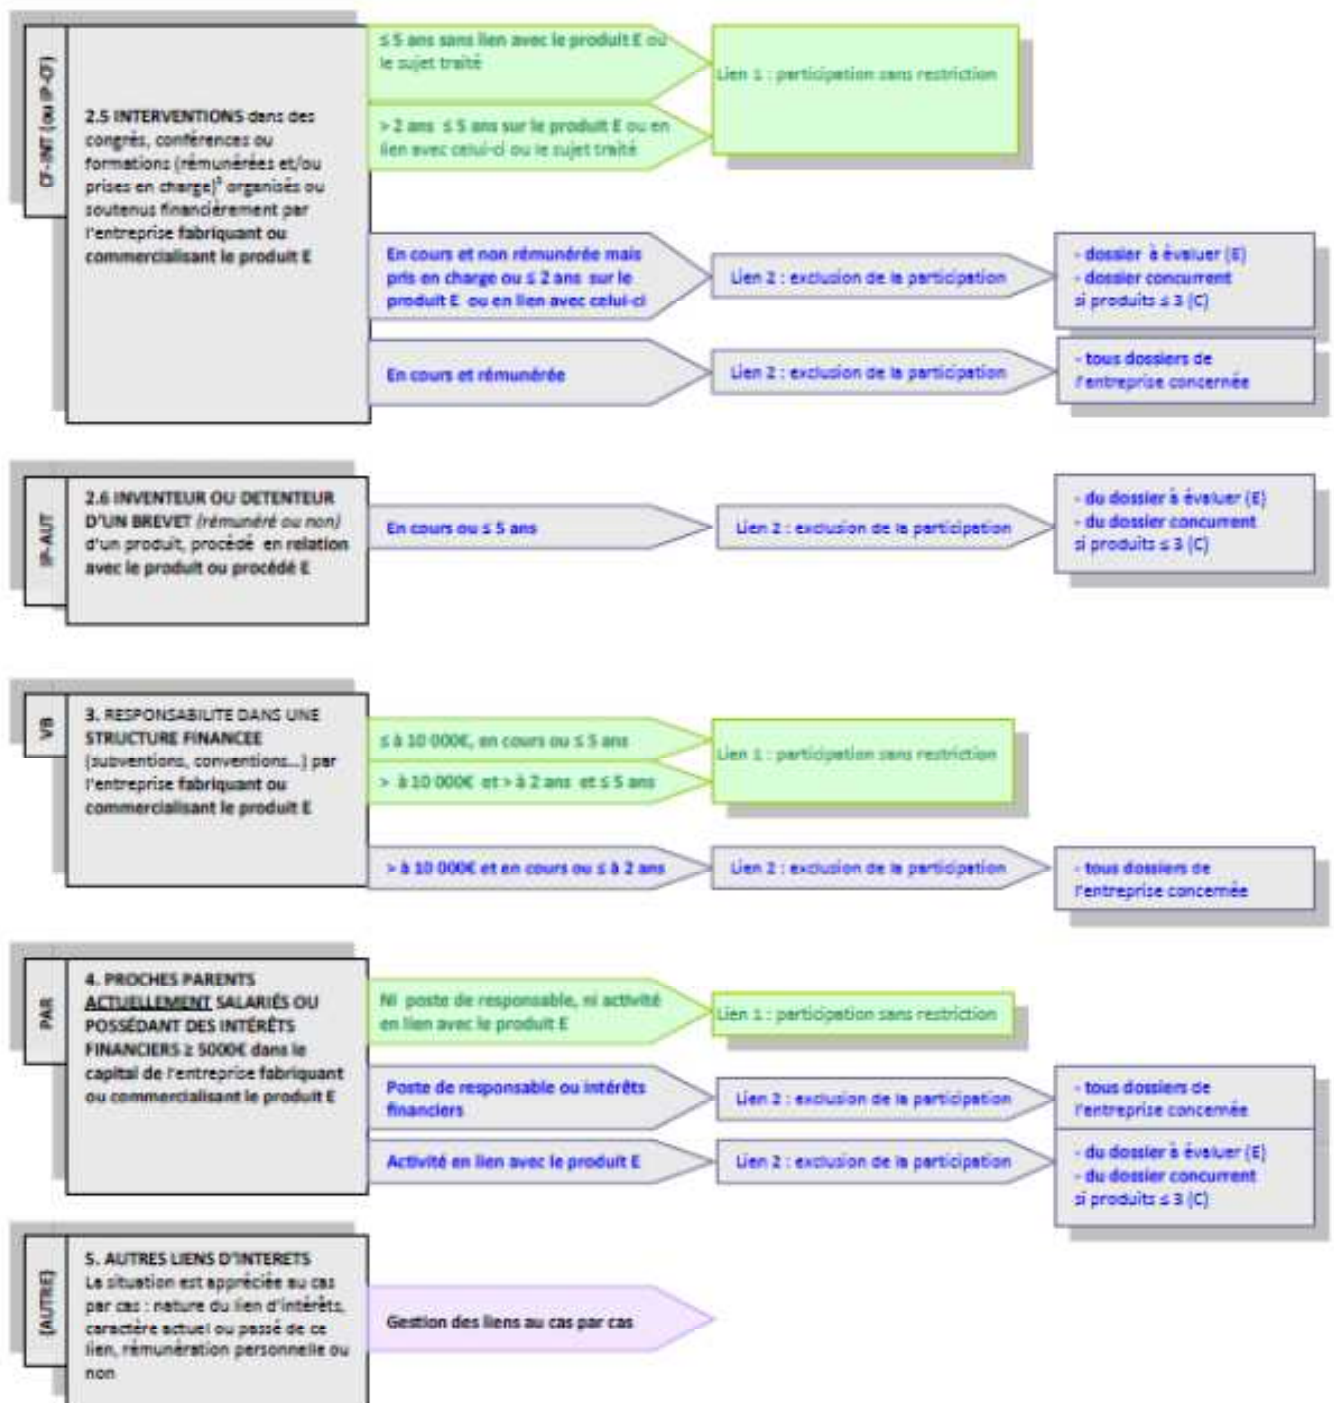 CF-INT (ou IP-CF)
2.5 INTERVENTIONS dans des
congrès, conférences ou
formations (rémunérées et/ou
prises en charge)³ organisés ou
soutenus financièrement par
l'entreprise fabriquant ou
commercialisant le produit E
≤ 5 ans sans lien avec le produit E ou
le sujet traité
> 2 ans ≤ 5 ans sur le produit E ou en
lien avec celui-ci ou le sujet traité
Lien 1 : participation sans restriction
En cours et non rémunérée mais
pris en charge ou ≤ 2 ans sur le
produit E ou en lien avec celui-ci
Lien 2 : exclusion de la participation
- dossier à évaluer (E)
- dossier concurrent
si produits ≤ 3 (C)
En cours et rémunérée
Lien 2 : exclusion de la participation
- tous dossiers de
l'entreprise concernée
IP-AUT
2.6 INVENTEUR OU DETENTEUR
D'UN BREVET (rémunéré ou non)
d'un produit, procédé en relation
avec le produit ou procédé E
En cours ou ≤ 5 ans
Lien 2 : exclusion de la participation
- du dossier à évaluer (E)
- du dossier concurrent
si produits ≤ 3 (C)
VB
3. RESPONSABILITE DANS UNE
STRUCTURE FINANCEE
(subventions, conventions…) par
l'entreprise fabriquant ou
commercialisant le produit E
≤ à 10 000€, en cours ou ≤ 5 ans
> à 10 000€ et > à 2 ans et ≤ 5 ans
Lien 1 : participation sans restriction
> à 10 000€ et en cours ou ≤ à 2 ans
Lien 2 : exclusion de la participation
- tous dossiers de
l'entreprise concernée
PAR
4. PROCHES PARENTS
ACTUELLEMENT SALARIÉS OU
POSSÉDANT DES INTÉRÊTS
FINANCIERS ≥ 5000€ dans le
capital de l'entreprise fabriquant
ou commercialisant le produit E
Ni poste de responsable, ni activité
en lien avec le produit E
Lien 1 : participation sans restriction
Poste de responsable ou intérêts
financiers
Lien 2 : exclusion de la participation
- tous dossiers de
l'entreprise concernée
Activité en lien avec le produit E
Lien 2 : exclusion de la participation
- du dossier à évaluer (E)
- du dossier concurrent
si produits ≤ 3 (C)
[AUTRE]
5. AUTRES LIENS D'INTERETS
La situation est appréciée au cas
par cas : nature du lien d'intérêts,
caractère actuel ou passé de ce
lien, rémunération personnelle ou
non
Gestion des liens au cas par cas